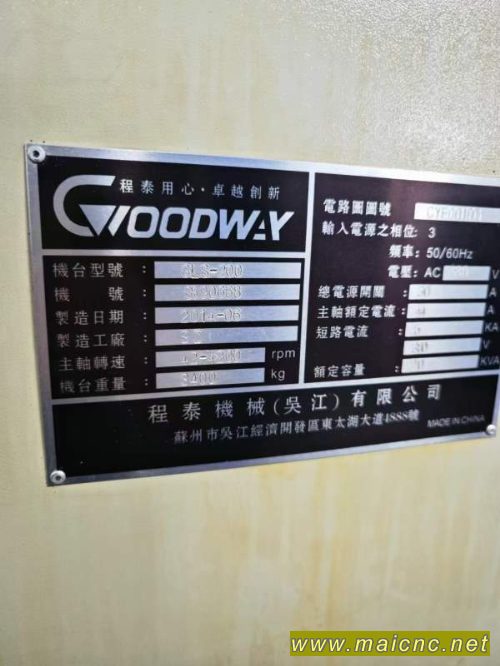 程泰用心·卓越創新
GOODWAY
機台型號：GLS-200
機 號：
製造日期：2014-06
製造工廠：
主軸轉速：rpm
機台重量：3400 kg
電路圖圖號
輸入電源之相位：3
頻率：50/60Hz
電壓：AC V
總電源開關： A
主軸額定電流： A
短路電流： KA
V
額定容量： KVA
程泰機械(吳江)有限公司
蘇州市吳江經濟開發區東太湖大道4888號
MADE IN CHINA
www.maicnc.net